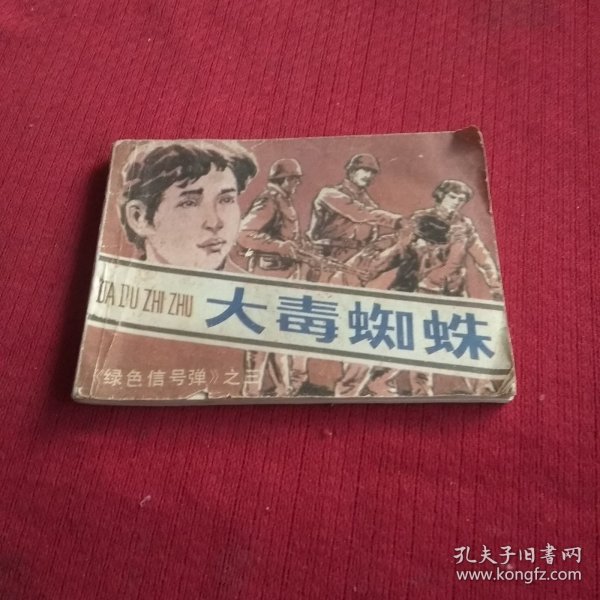 DA DU ZHI ZHU
大毒蜘蛛
《绿色信号弹》之三
孔夫子旧书网
www.kongfz.com